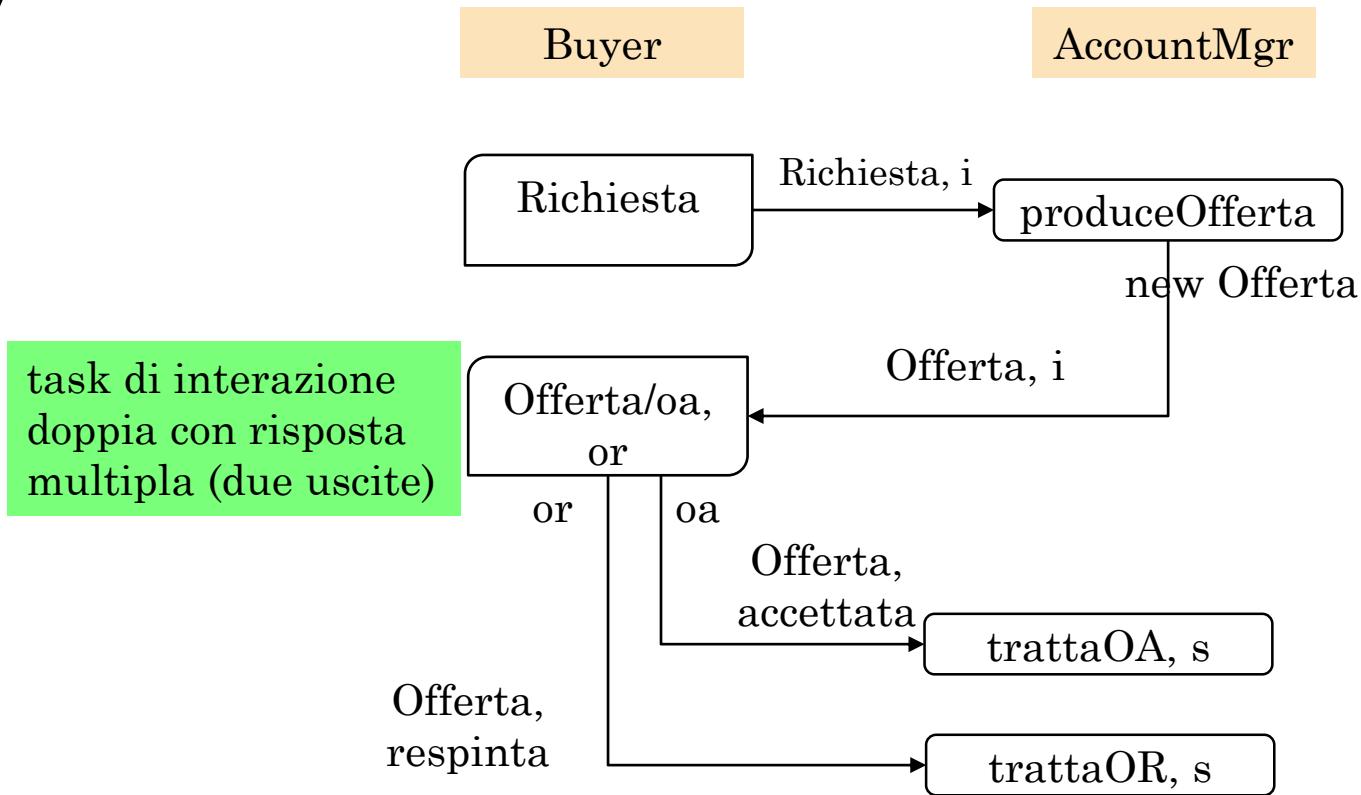 Buyer
AccountMgr
Richiesta
Richiesta, i
produceOfferta
new Offerta
Offerta, i
task di interazione
doppia con risposta
multipla (due uscite)
Offerta/oa,
or
or
oa
Offerta,
accettata
trattaOA, s
Offerta,
respinta
trattaOR, s